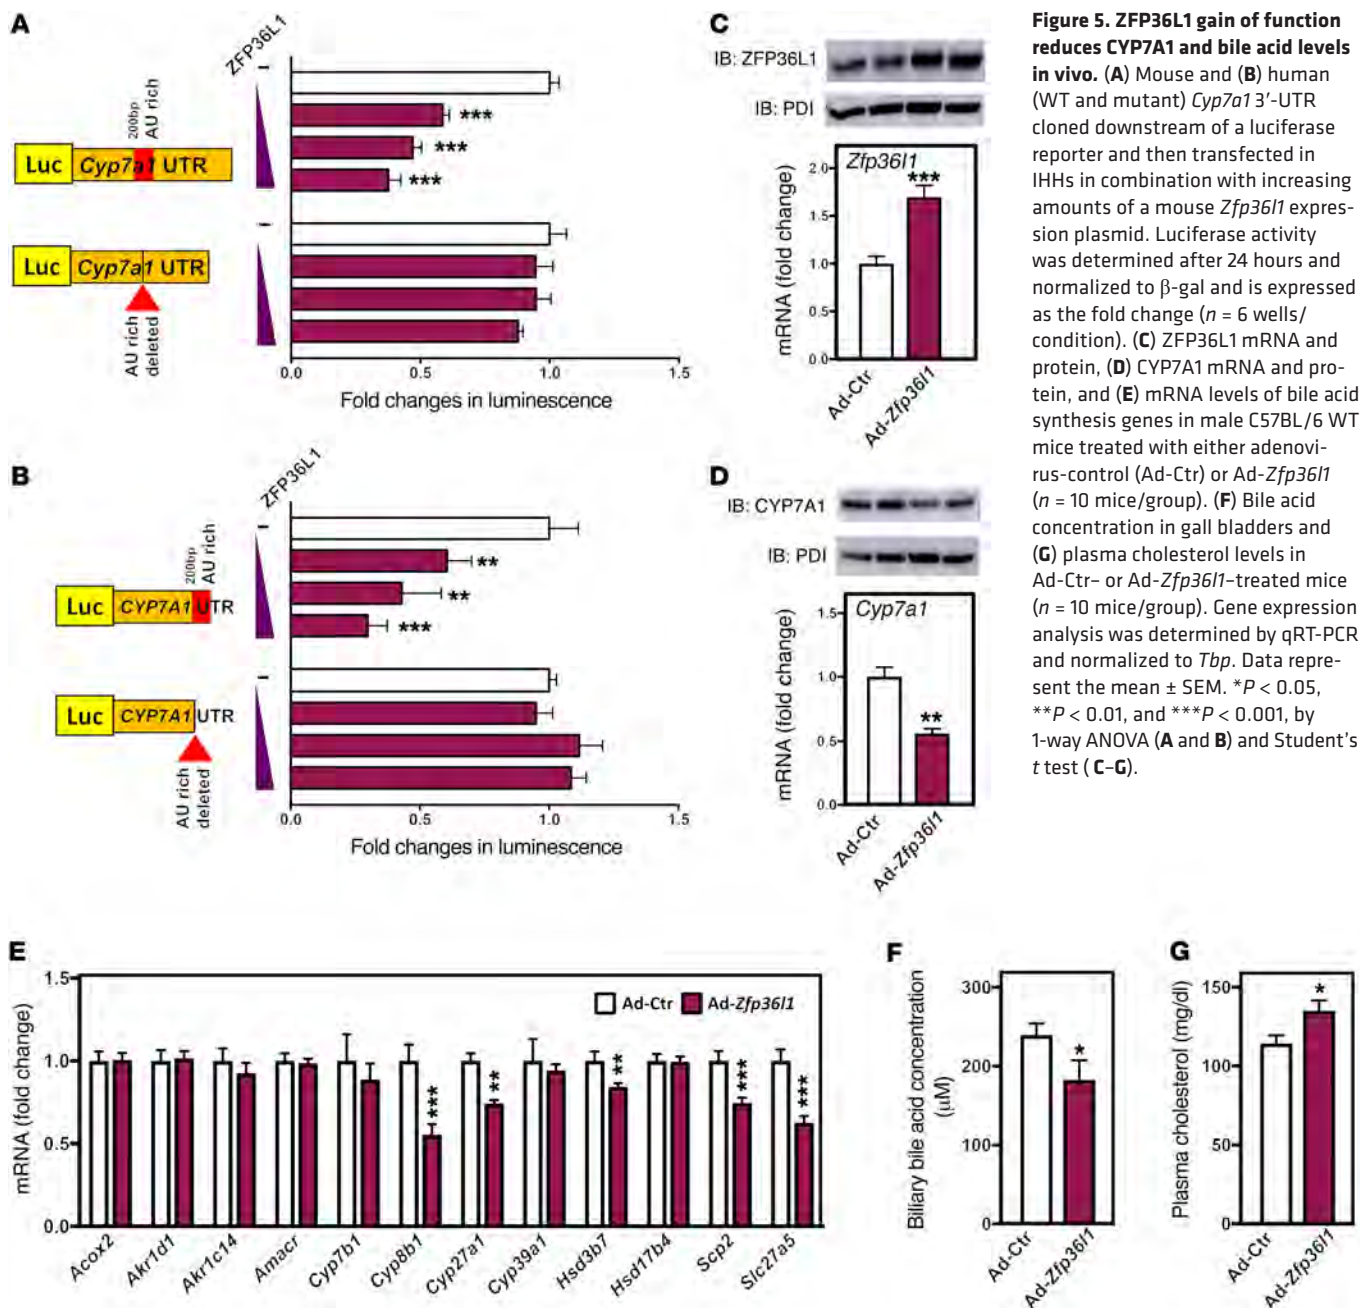 A
ZFP36L1
–
***
***
***
200bp
AU rich
Luc Cyp7a1 UTR
–
Luc Cyp7a1 UTR
AU rich
deleted
0.0 0.5 1.0 1.5
Fold changes in luminescence
B
ZFP36L1
–
**
**
***
200bp
AU rich
Luc CYP7A1 UTR
–
Luc CYP7A1 UTR
AU rich
deleted
0.0 0.5 1.0 1.5
Fold changes in luminescence
C
IB: ZFP36L1
IB: PDI
Zfp36l1
***
mRNA (fold change)
2.0
1.5
1.0
0.5
0.0
Ad-Ctr
Ad-Zfp36l1
D
IB: CYP7A1
IB: PDI
Cyp7a1
**
mRNA (fold change)
1.5
1.0
0.5
0.0
Ad-Ctr
Ad-Zfp36l1
Figure 5. ZFP36L1 gain of function
reduces CYP7A1 and bile acid levels
in vivo. (A) Mouse and (B) human
(WT and mutant) Cyp7a1 3′-UTR
cloned downstream of a luciferase
reporter and then transfected in
IHHs in combination with increasing
amounts of a mouse Zfp36l1 expres-
sion plasmid. Luciferase activity
was determined after 24 hours and
normalized to β-gal and is expressed
as the fold change (n = 6 wells/
condition). (C) ZFP36L1 mRNA and
protein, (D) CYP7A1 mRNA and pro-
tein, and (E) mRNA levels of bile acid
synthesis genes in male C57BL/6 WT
mice treated with either adenovi-
rus-control (Ad-Ctr) or Ad-Zfp36l1
(n = 10 mice/group). (F) Bile acid
concentration in gall bladders and
(G) plasma cholesterol levels in
Ad-Ctr– or Ad-Zfp36l1–treated mice
(n = 10 mice/group). Gene expression
analysis was determined by qRT-PCR
and normalized to Tbp. Data repre-
sent the mean ± SEM. *P < 0.05,
**P < 0.01, and ***P < 0.001, by
1-way ANOVA (A and B) and Student's
t test ( C–G).
E
mRNA (fold change)
1.5
1.0
0.5
0.0
Ad-Ctr Ad-Zfp36l1
*** ** ** *** ***
Acox2 Akr1d1 Akr1c14 Amacr Cyp7b1 Cyp8b1 Cyp27a1 Cyp39a1 Hsd3b7 Hsd17b4 Scp2 Slc27a5
F
Biliary bile acid concentration
(µM)
300
200
100
0
*
Ad-Ctr
Ad-Zfp36l1
G
Plasma cholesterol (mg/dl)
150
100
50
0
*
Ad-Ctr
Ad-Zfp36l1